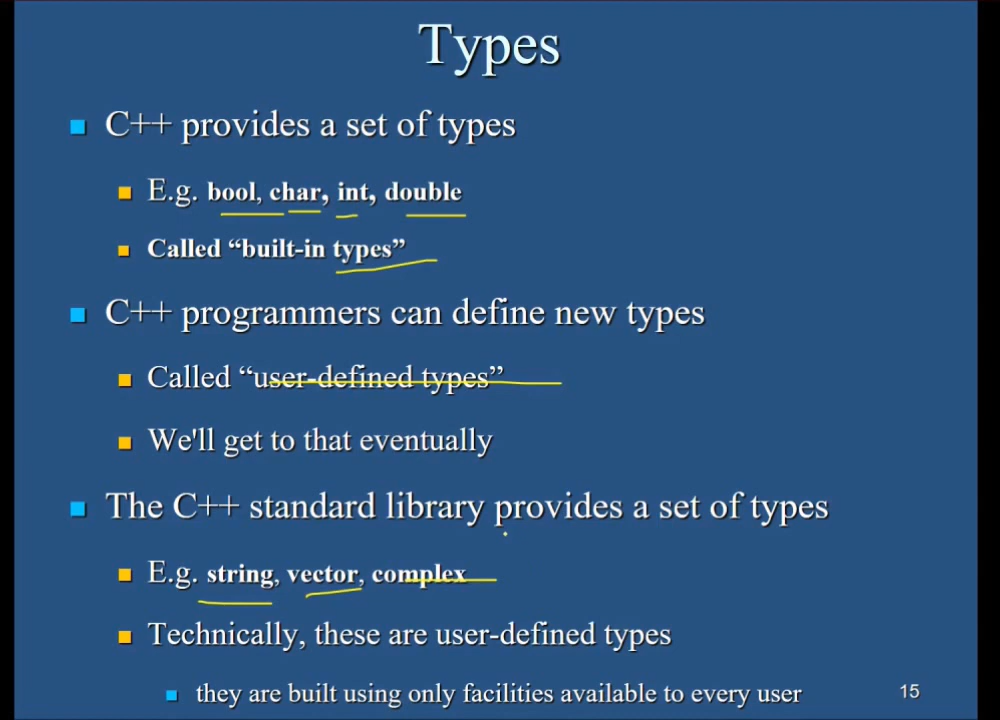 Types
C++ provides a set of types
E.g. bool, char, int, double
Called “built-in types”
C++ programmers can define new types
Called “user-defined types”
We'll get to that eventually
The C++ standard library provides a set of types
E.g. string, vector, complex
Technically, these are user-defined types
they are built using only facilities available to every user
15